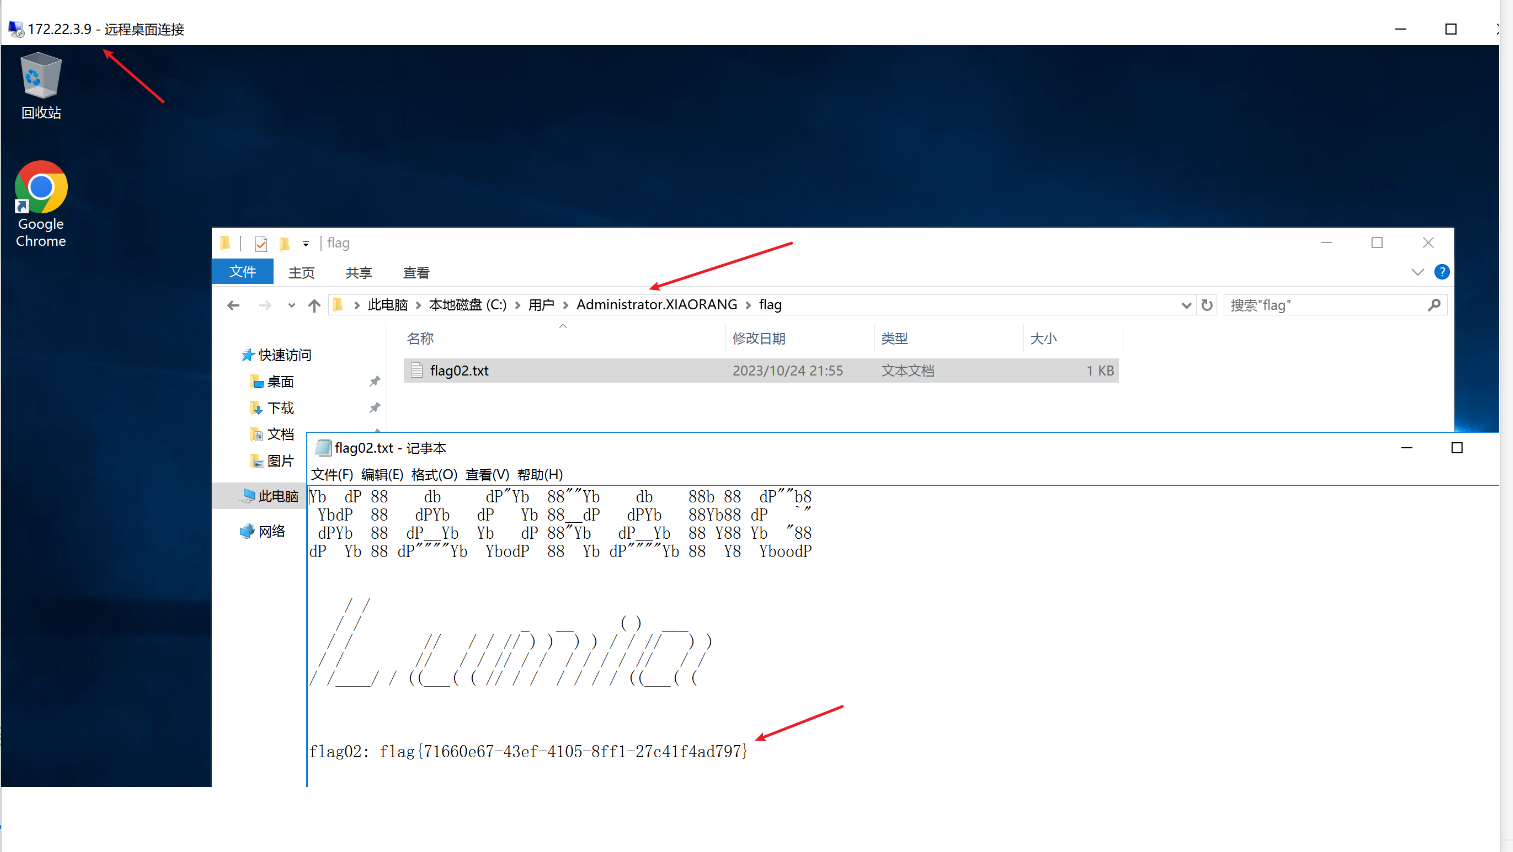 172.22.3.9 - 远程桌面连接
回收站
Google
Chrome
flag
文件 主页 共享 查看
此电脑 › 本地磁盘 (C:) › 用户 › Administrator.XIAORANG › flag
搜索"flag"
名称 修改日期 类型 大小
快速访问
flag02.txt 2023/10/24 21:55 文本文档 1 KB
桌面
下载
文档
图片
此电脑
网络
flag02.txt - 记事本
文件(F) 编辑(E) 格式(O) 查看(V) 帮助(H)
Yb  dP 88    db     dP"Yb  88""Yb    db    88b 88  dP""b8
 YbdP  88   dPYb   dP   Yb 88__dP   dPYb   88Yb88 dP   `"
 dPYb  88  dP__Yb  Yb   dP 88"Yb   dP__Yb  88 Y88 Yb  "88
dP  Yb 88 dP""""Yb  YbodP  88  Yb dP""""Yb 88  Y8  YboodP
flag02: flag{71660e67-43ef-4105-8ff1-27c41f4ad797}